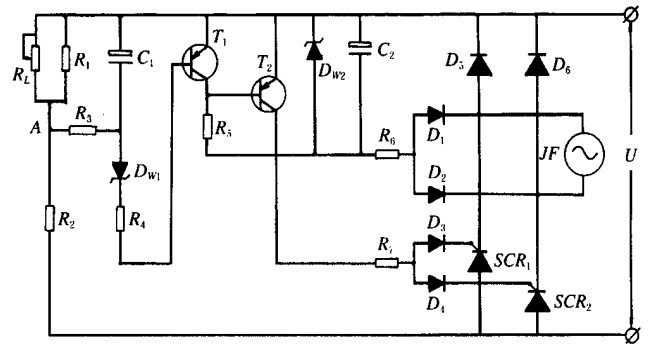 R_L
R_1
C_1
T_1
T_2
D_W2
C_2
D_5
D_6
A
R_3
R_5
R_6
D_1
JF
U
D_W1
D_2
R_2
R_4
R_7
D_3
SCR_1
D_4
SCR_2